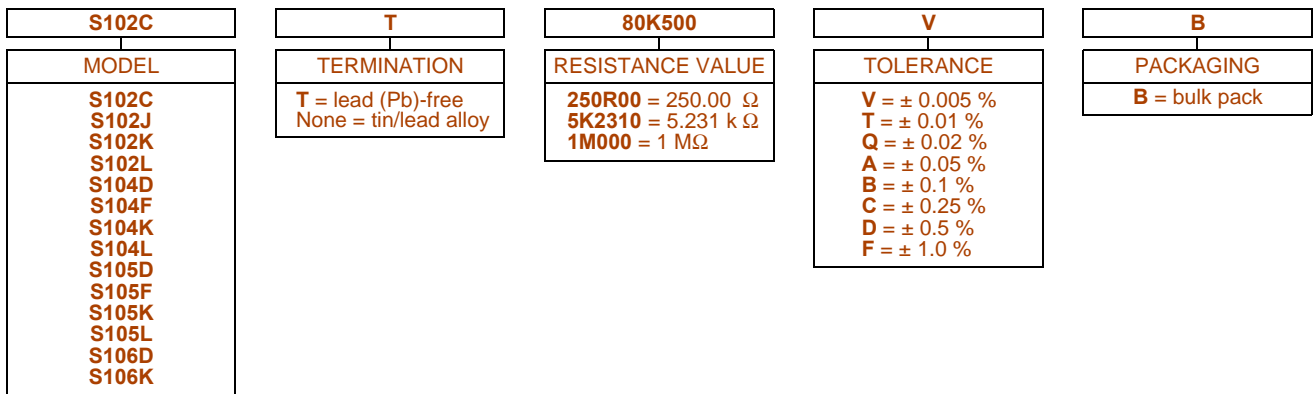 S102C
T
80K500
V
B
MODEL
S102C
S102J
S102K
S102L
S104D
S104F
S104K
S104L
S105D
S105F
S105K
S105L
S106D
S106K
TERMINATION
T = lead (Pb)-free
None = tin/lead alloy
RESISTANCE VALUE
250R00 = 250.00 Ω
5K2310 = 5.231 k Ω
1M000 = 1 MΩ
TOLERANCE
V = ± 0.005 %
T = ± 0.01 %
Q = ± 0.02 %
A = ± 0.05 %
B = ± 0.1 %
C = ± 0.25 %
D = ± 0.5 %
F = ± 1.0 %
PACKAGING
B = bulk pack